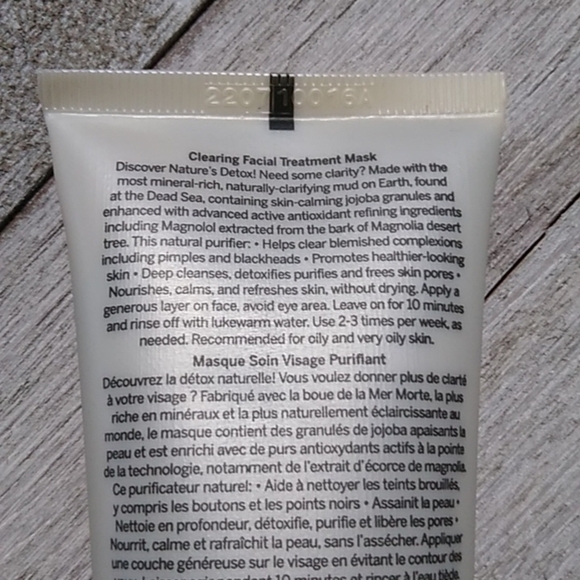 Clearing Facial Treatment Mask
Discover Nature's Detox! Need some clarity? Made with the
most mineral-rich, naturally-clarifying mud on Earth, found
at the Dead Sea, containing skin-calming jojoba granules and
enhanced with advanced active antioxidant refining ingredients
including Magnolol extracted from the bark of Magnolia desert
tree. This natural purifier: • Helps clear blemished complexions
including pimples and blackheads • Promotes healthier-looking
skin • Deep cleanses, detoxifies purifies and frees skin pores •
Nourishes, calms, and refreshes skin, without drying. Apply a
generous layer on face, avoid eye area. Leave on for 10 minutes
and rinse off with lukewarm water. Use 2-3 times per week, as
needed. Recommended for oily and very oily skin.
Masque Soin Visage Purifiant
Découvrez la détox naturelle! Vous voulez donner plus de clarté
à votre visage ? Fabriqué avec la boue de la Mer Morte, la plus
riche en minéraux et la plus naturellement éclaircissante au
monde, le masque contient des granulés de jojoba apaisants la
peau et est enrichi avec de purs antioxydants actifs à la pointe
de la technologie, notamment de l'extrait d'écorce de magnolia.
Ce purificateur naturel: • Aide à nettoyer les teints brouillés,
y compris les boutons et les points noirs • Assainit la peau •
Nettoie en profondeur, détoxifie, purifie et libère les pores •
Nourrit, calme et rafraîchit la peau, sans l'assécher. Appliquer
une couche généreuse sur le visage en évitant le contour des
10 minutes et rincer à l'eau tiède